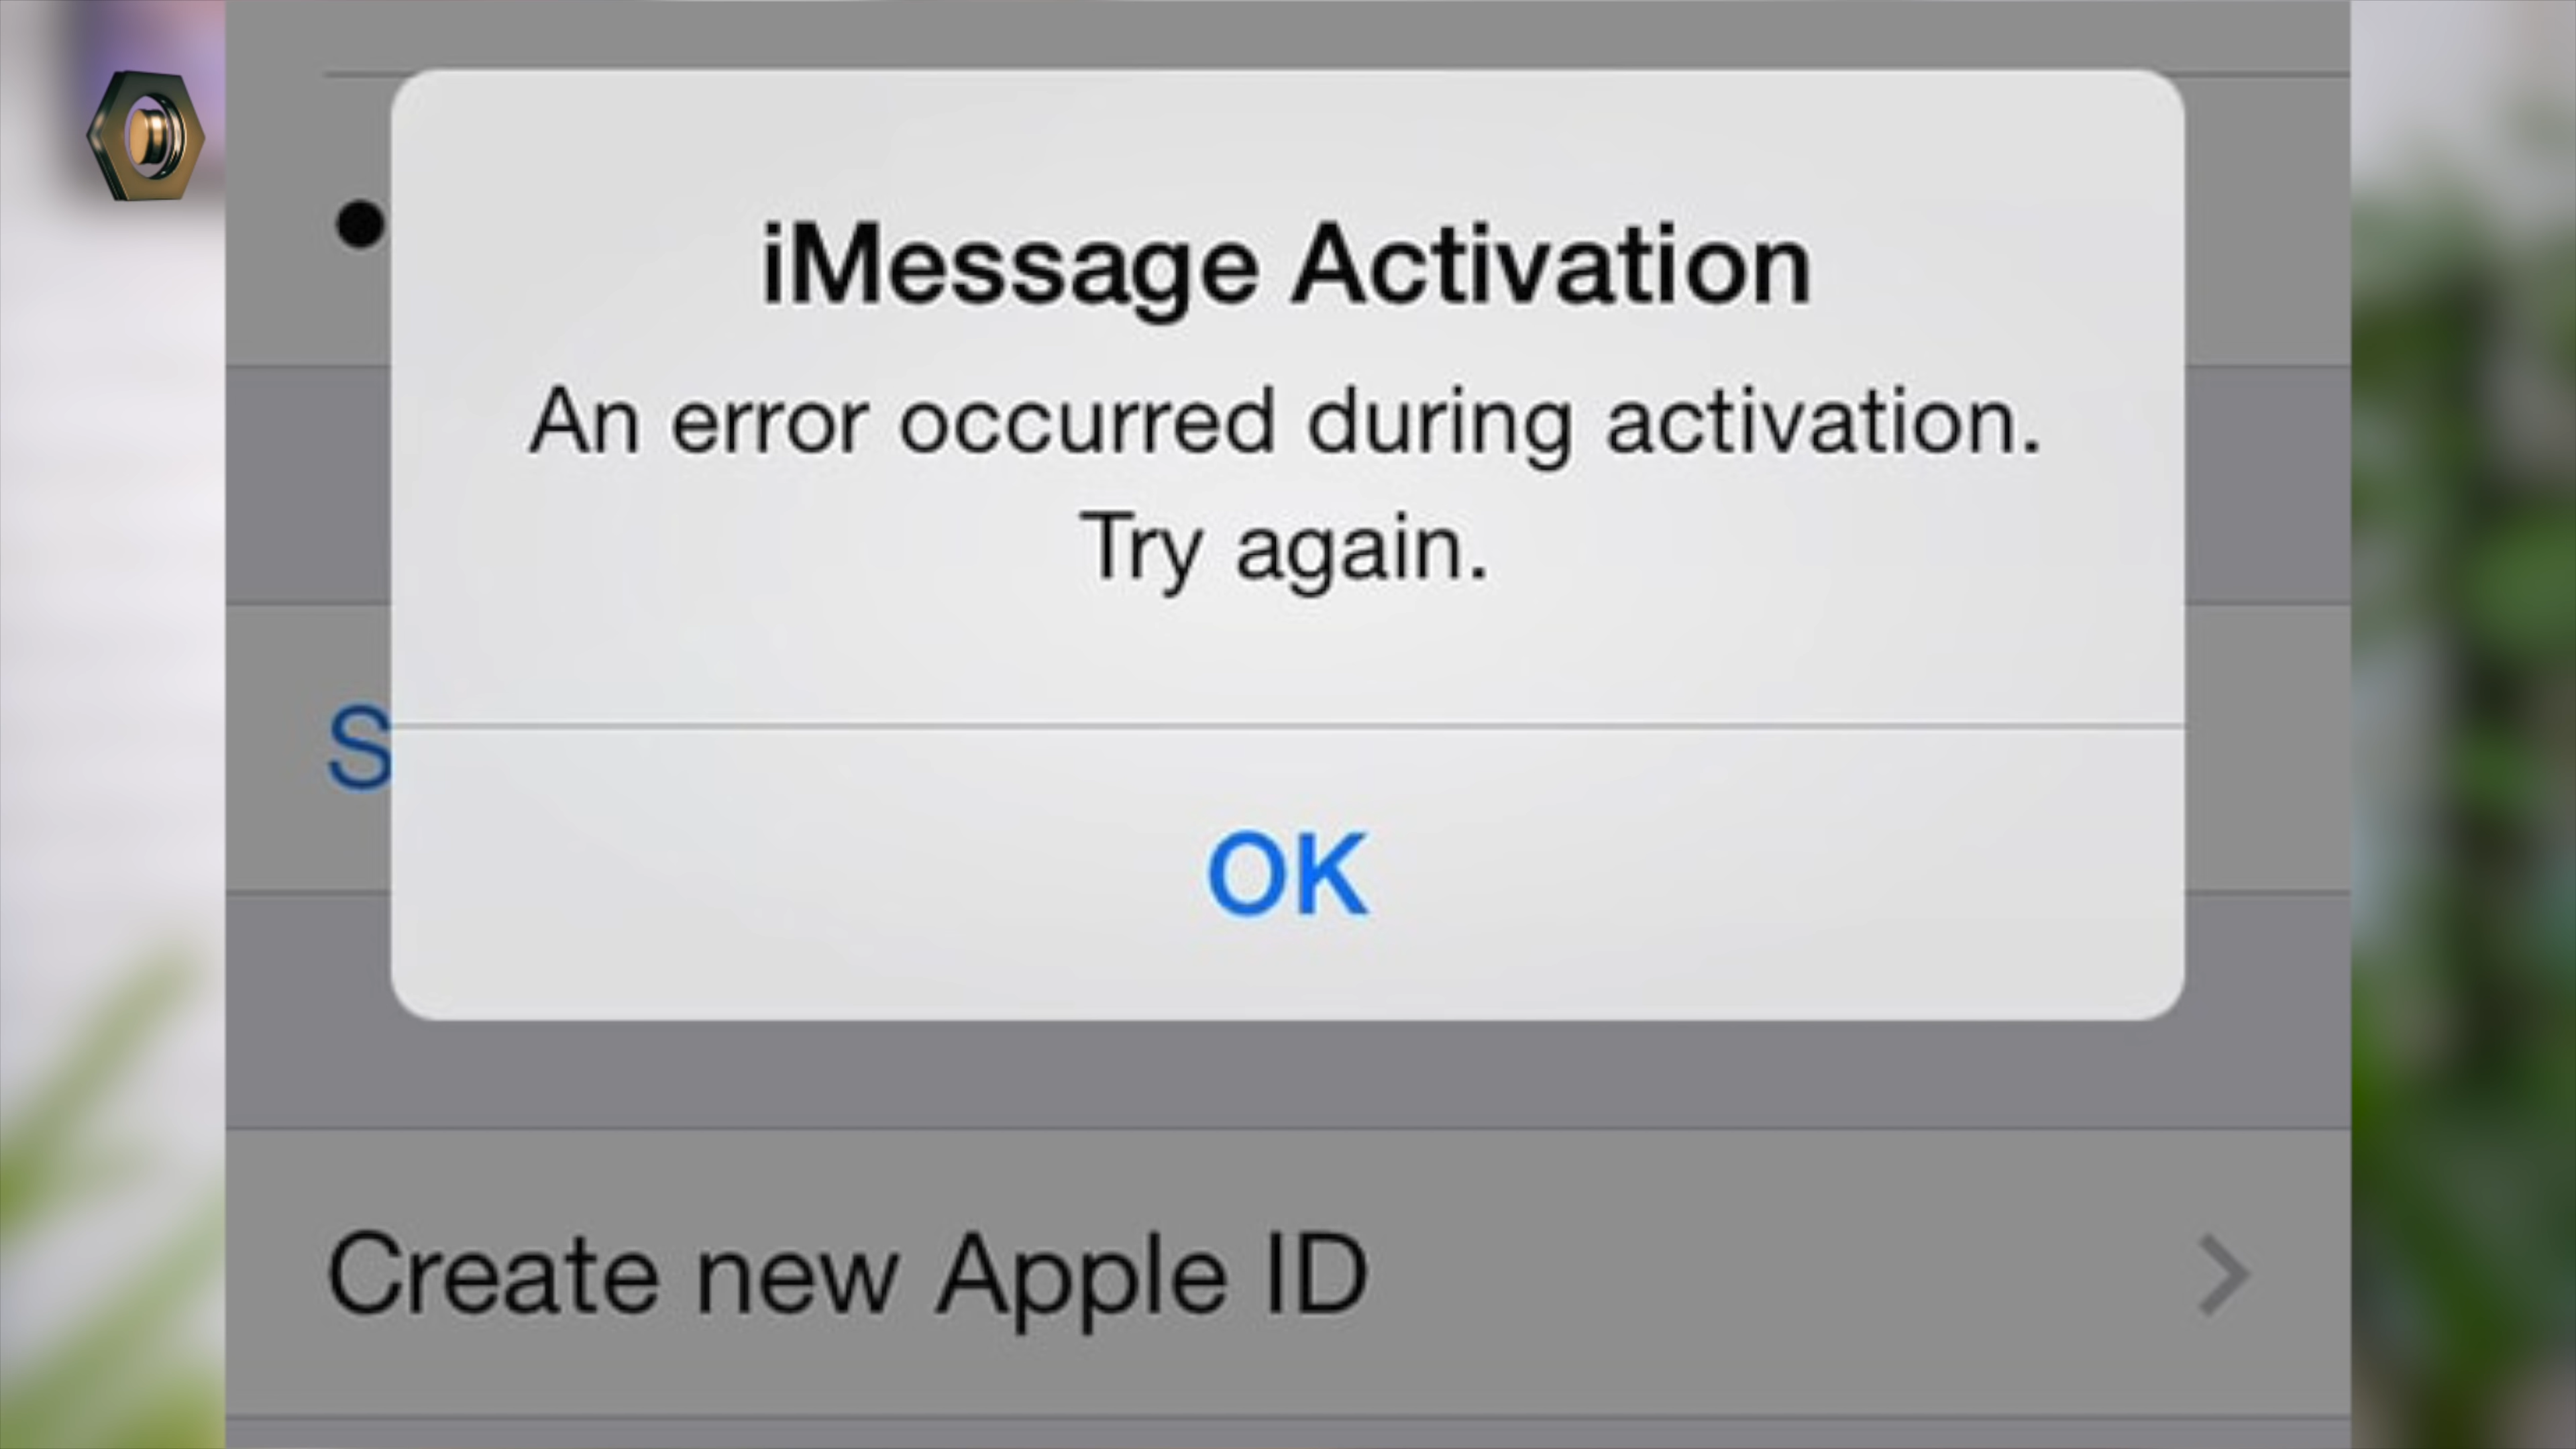 iMessage Activation
An error occurred during activation.
Try again.
S
OK
Create new Apple ID